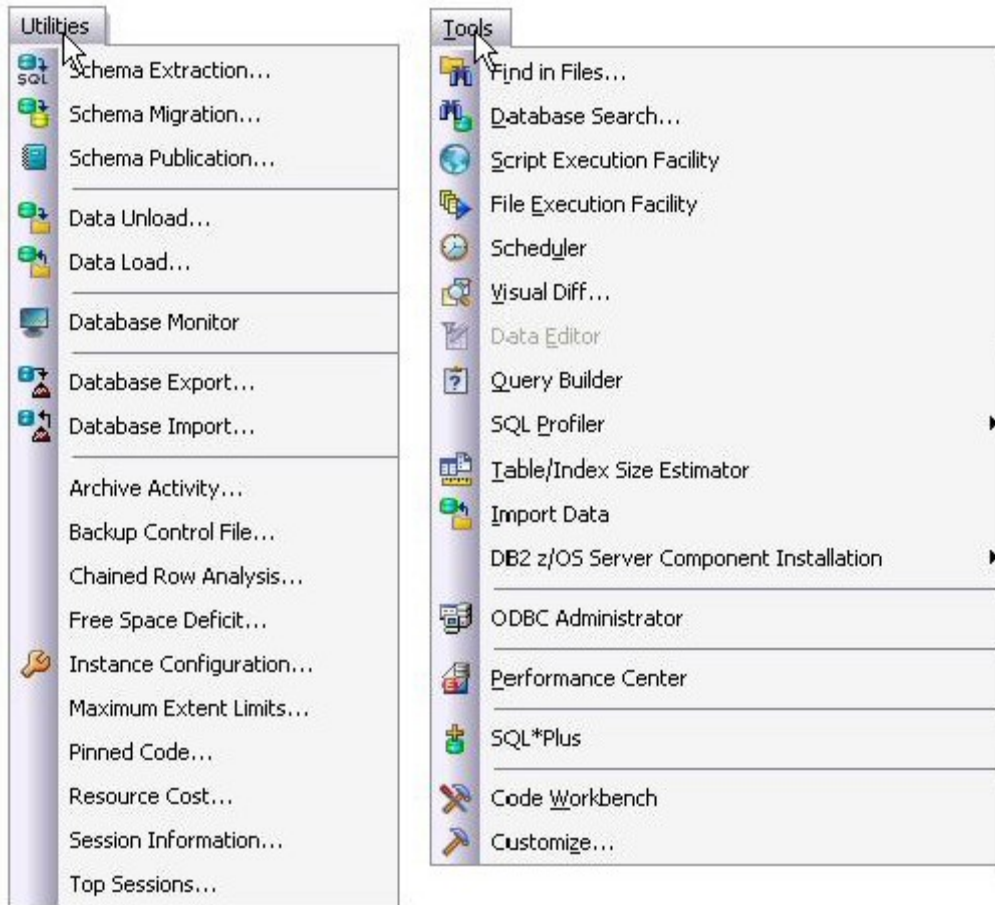 Utilities
Schema Extraction...
Schema Migration...
Schema Publication...
Data Unload...
Data Load...
Database Monitor
Database Export...
Database Import...
Archive Activity...
Backup Control File...
Chained Row Analysis...
Free Space Deficit...
Instance Configuration...
Maximum Extent Limits...
Pinned Code...
Resource Cost...
Session Information...
Top Sessions...
Tools
Find in Files...
Database Search...
Script Execution Facility
File Execution Facility
Scheduler
Visual Diff...
Data Editor
Query Builder
SQL Profiler
Table/Index Size Estimator
Import Data
DB2 z/OS Server Component Installation
ODBC Administrator
Performance Center
SQL*Plus
Code Workbench
Customize...